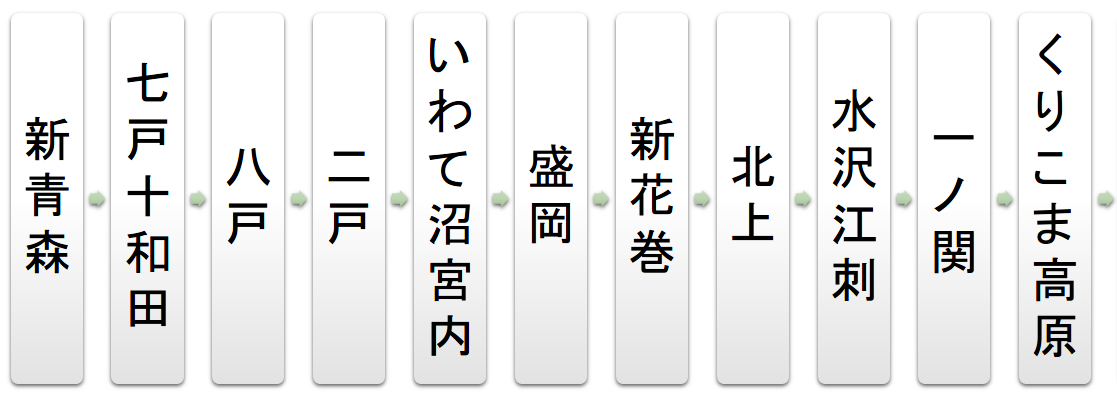 新青森
七戸十和田
八戸
二戸
いわて沼宮内
盛岡
新花巻
北上
水沢江刺
一ノ関
くりこま高原